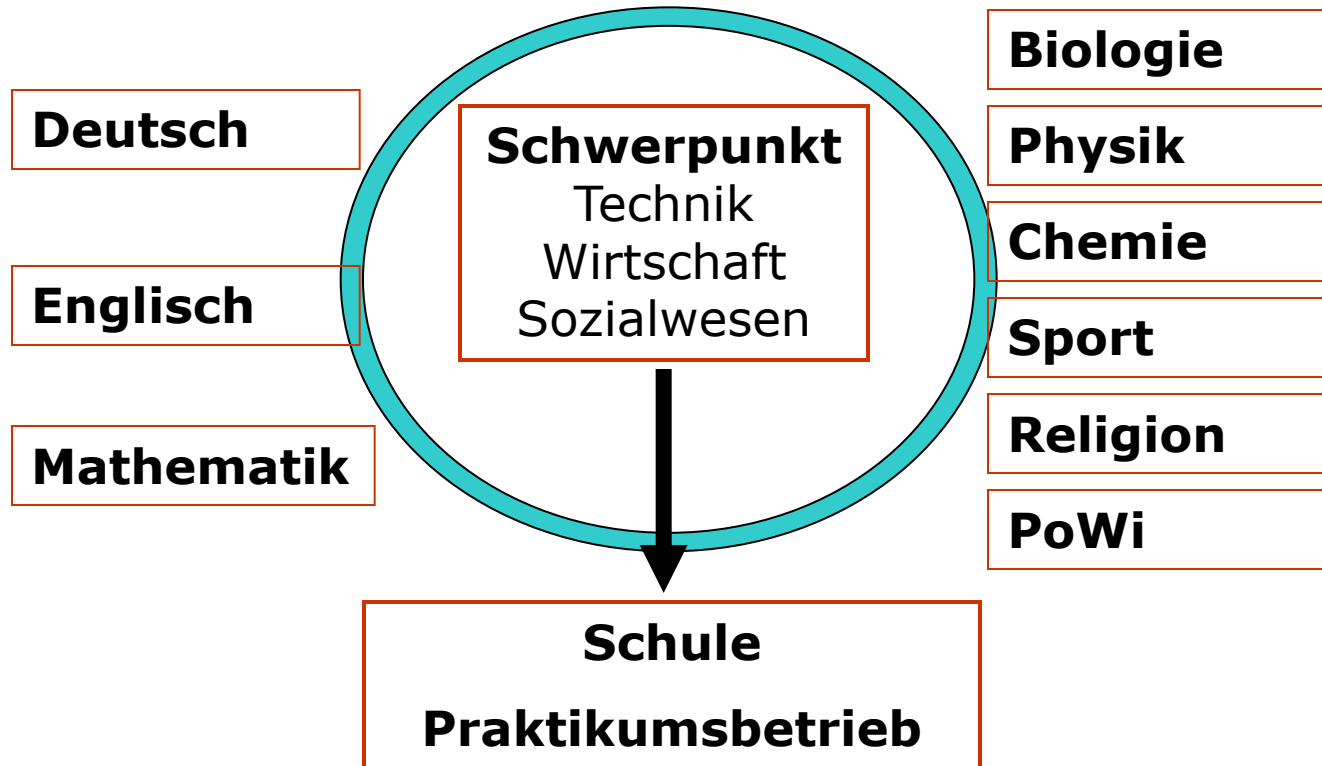 Deutsch
Englisch
Mathematik
Schwerpunkt
Technik
Wirtschaft
Sozialwesen
Schule
Praktikumsbetrieb
Biologie
Physik
Chemie
Sport
Religion
PoWi